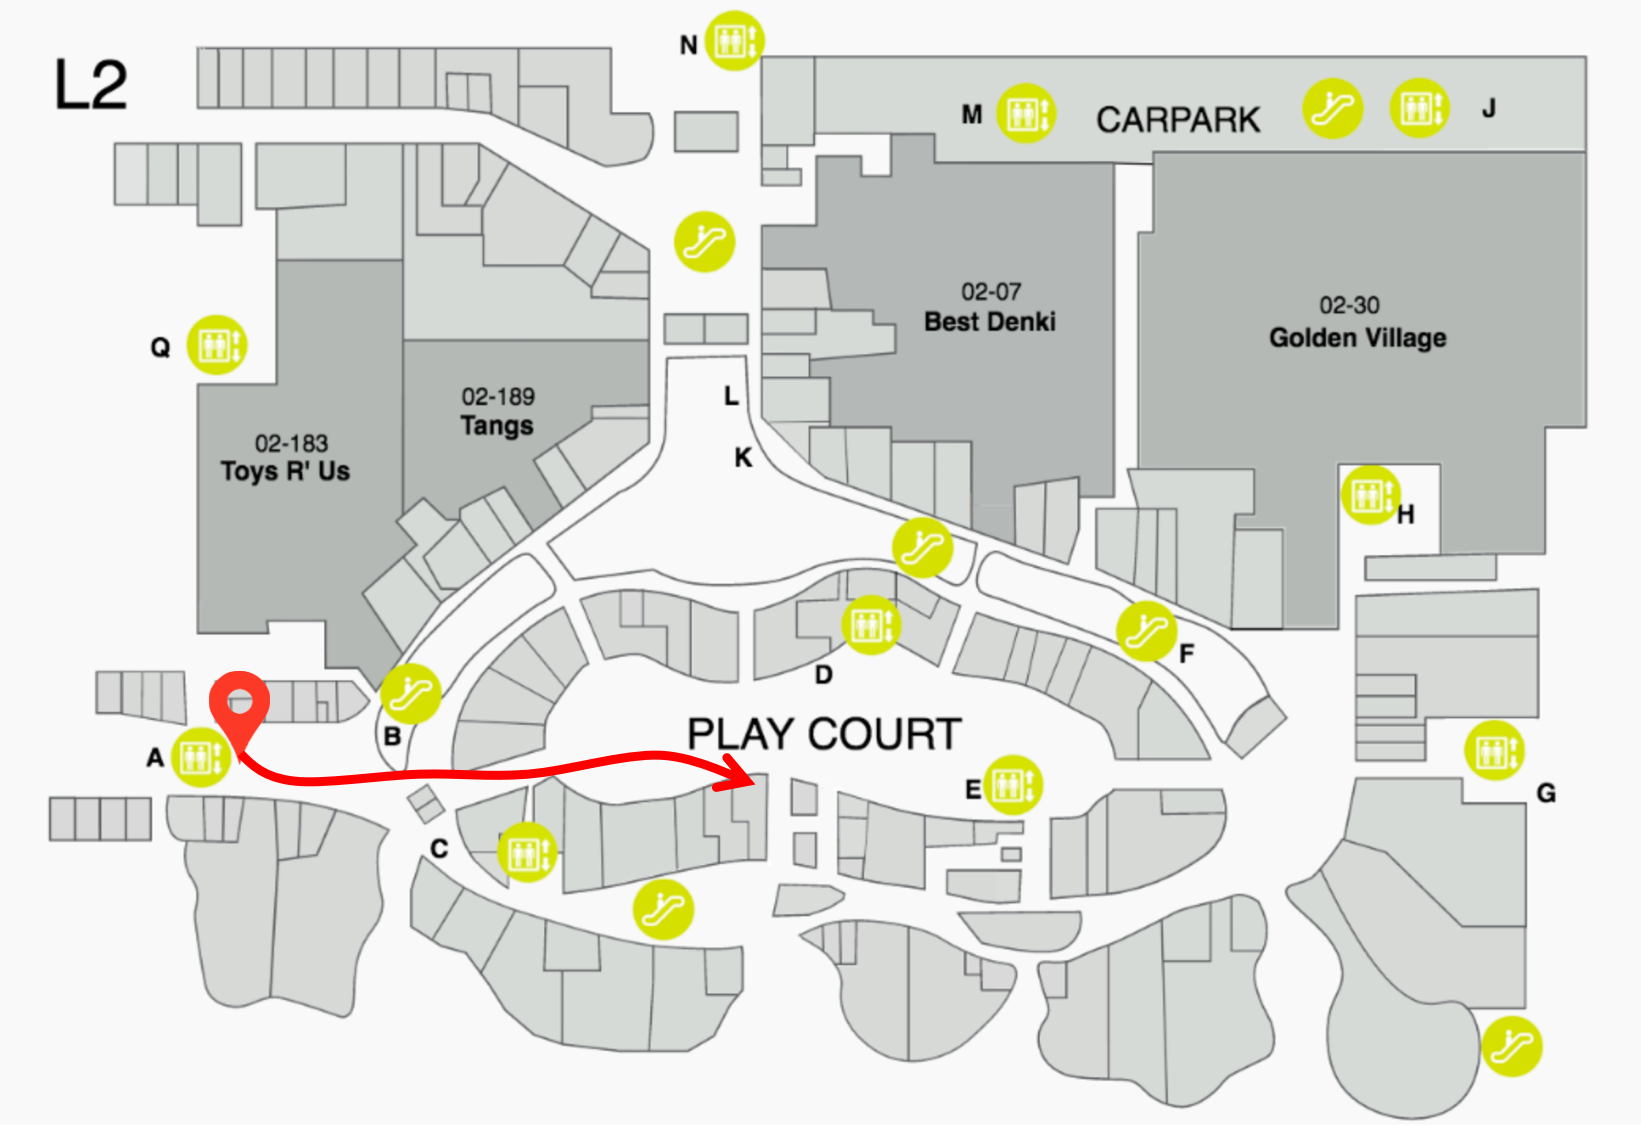 L2
N
M
CARPARK
J
02-07
Best Denki
02-30
Golden Village
Q
02-189
Tangs
L
02-183
Toys R' Us
K
H
F
D
B
PLAY COURT
A
E
G
C